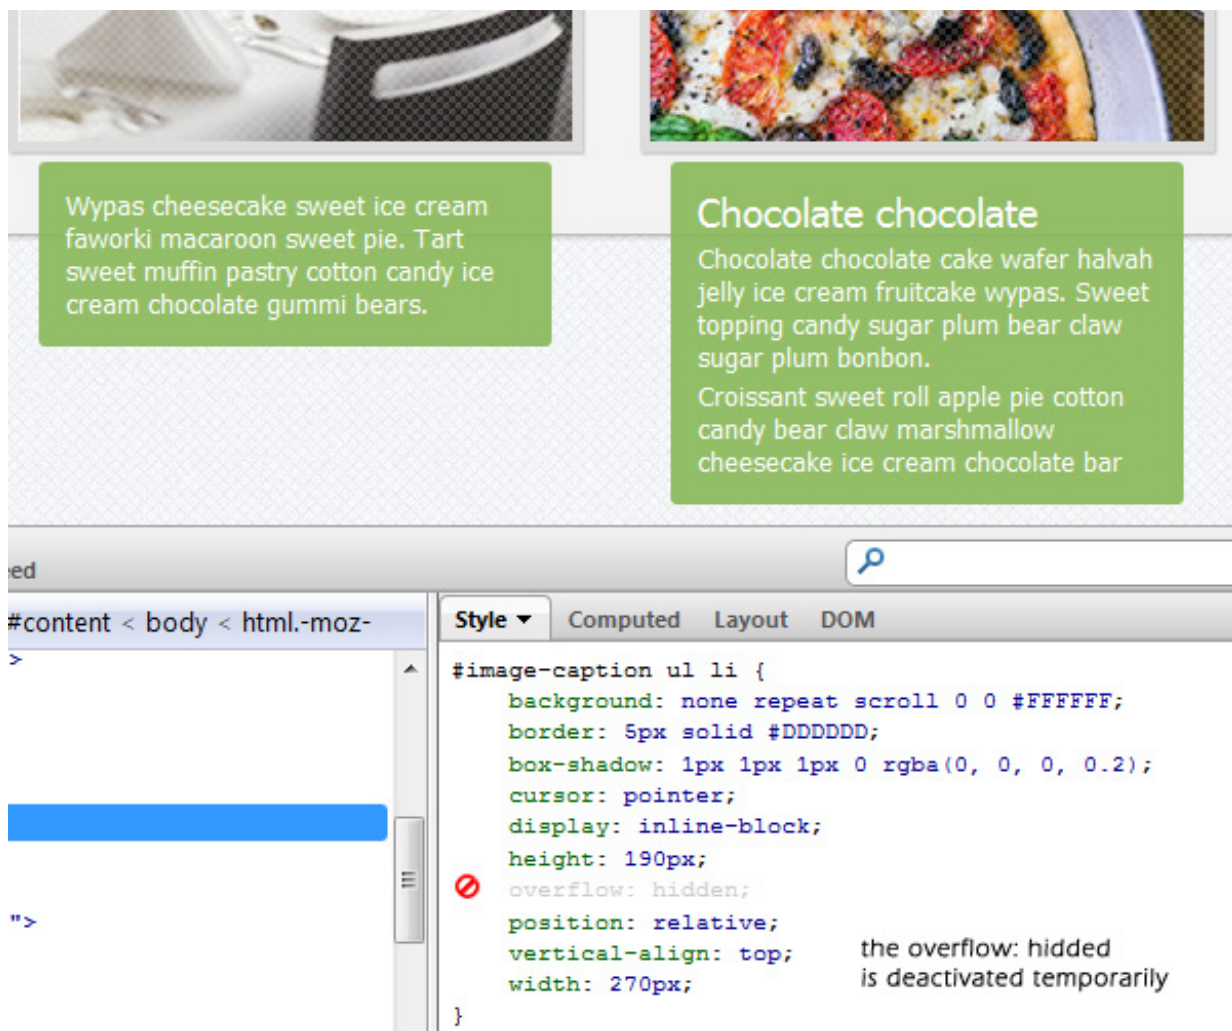 Wypas cheesecake sweet ice cream
faworki macaroon sweet pie. Tart
sweet muffin pastry cotton candy ice
cream chocolate gummi bears.
Chocolate chocolate
Chocolate chocolate cake wafer halvah
jelly ice cream fruitcake wypas. Sweet
topping candy sugar plum bear claw
sugar plum bonbon.
Croissant sweet roll apple pie cotton
candy bear claw marshmallow
cheesecake ice cream chocolate bar
eed
#content < body < html.-moz-
>
">
Style ▼ Computed Layout DOM
#image-caption ul li {
background: none repeat scroll 0 0 #FFFFFF;
border: 5px solid #DDDDDD;
box-shadow: 1px 1px 1px 0 rgba(0, 0, 0, 0.2);
cursor: pointer;
display: inline-block;
height: 190px;
overflow: hidden;
position: relative;
vertical-align: top;
width: 270px;
}
the overflow: hidded
is deactivated temporarily